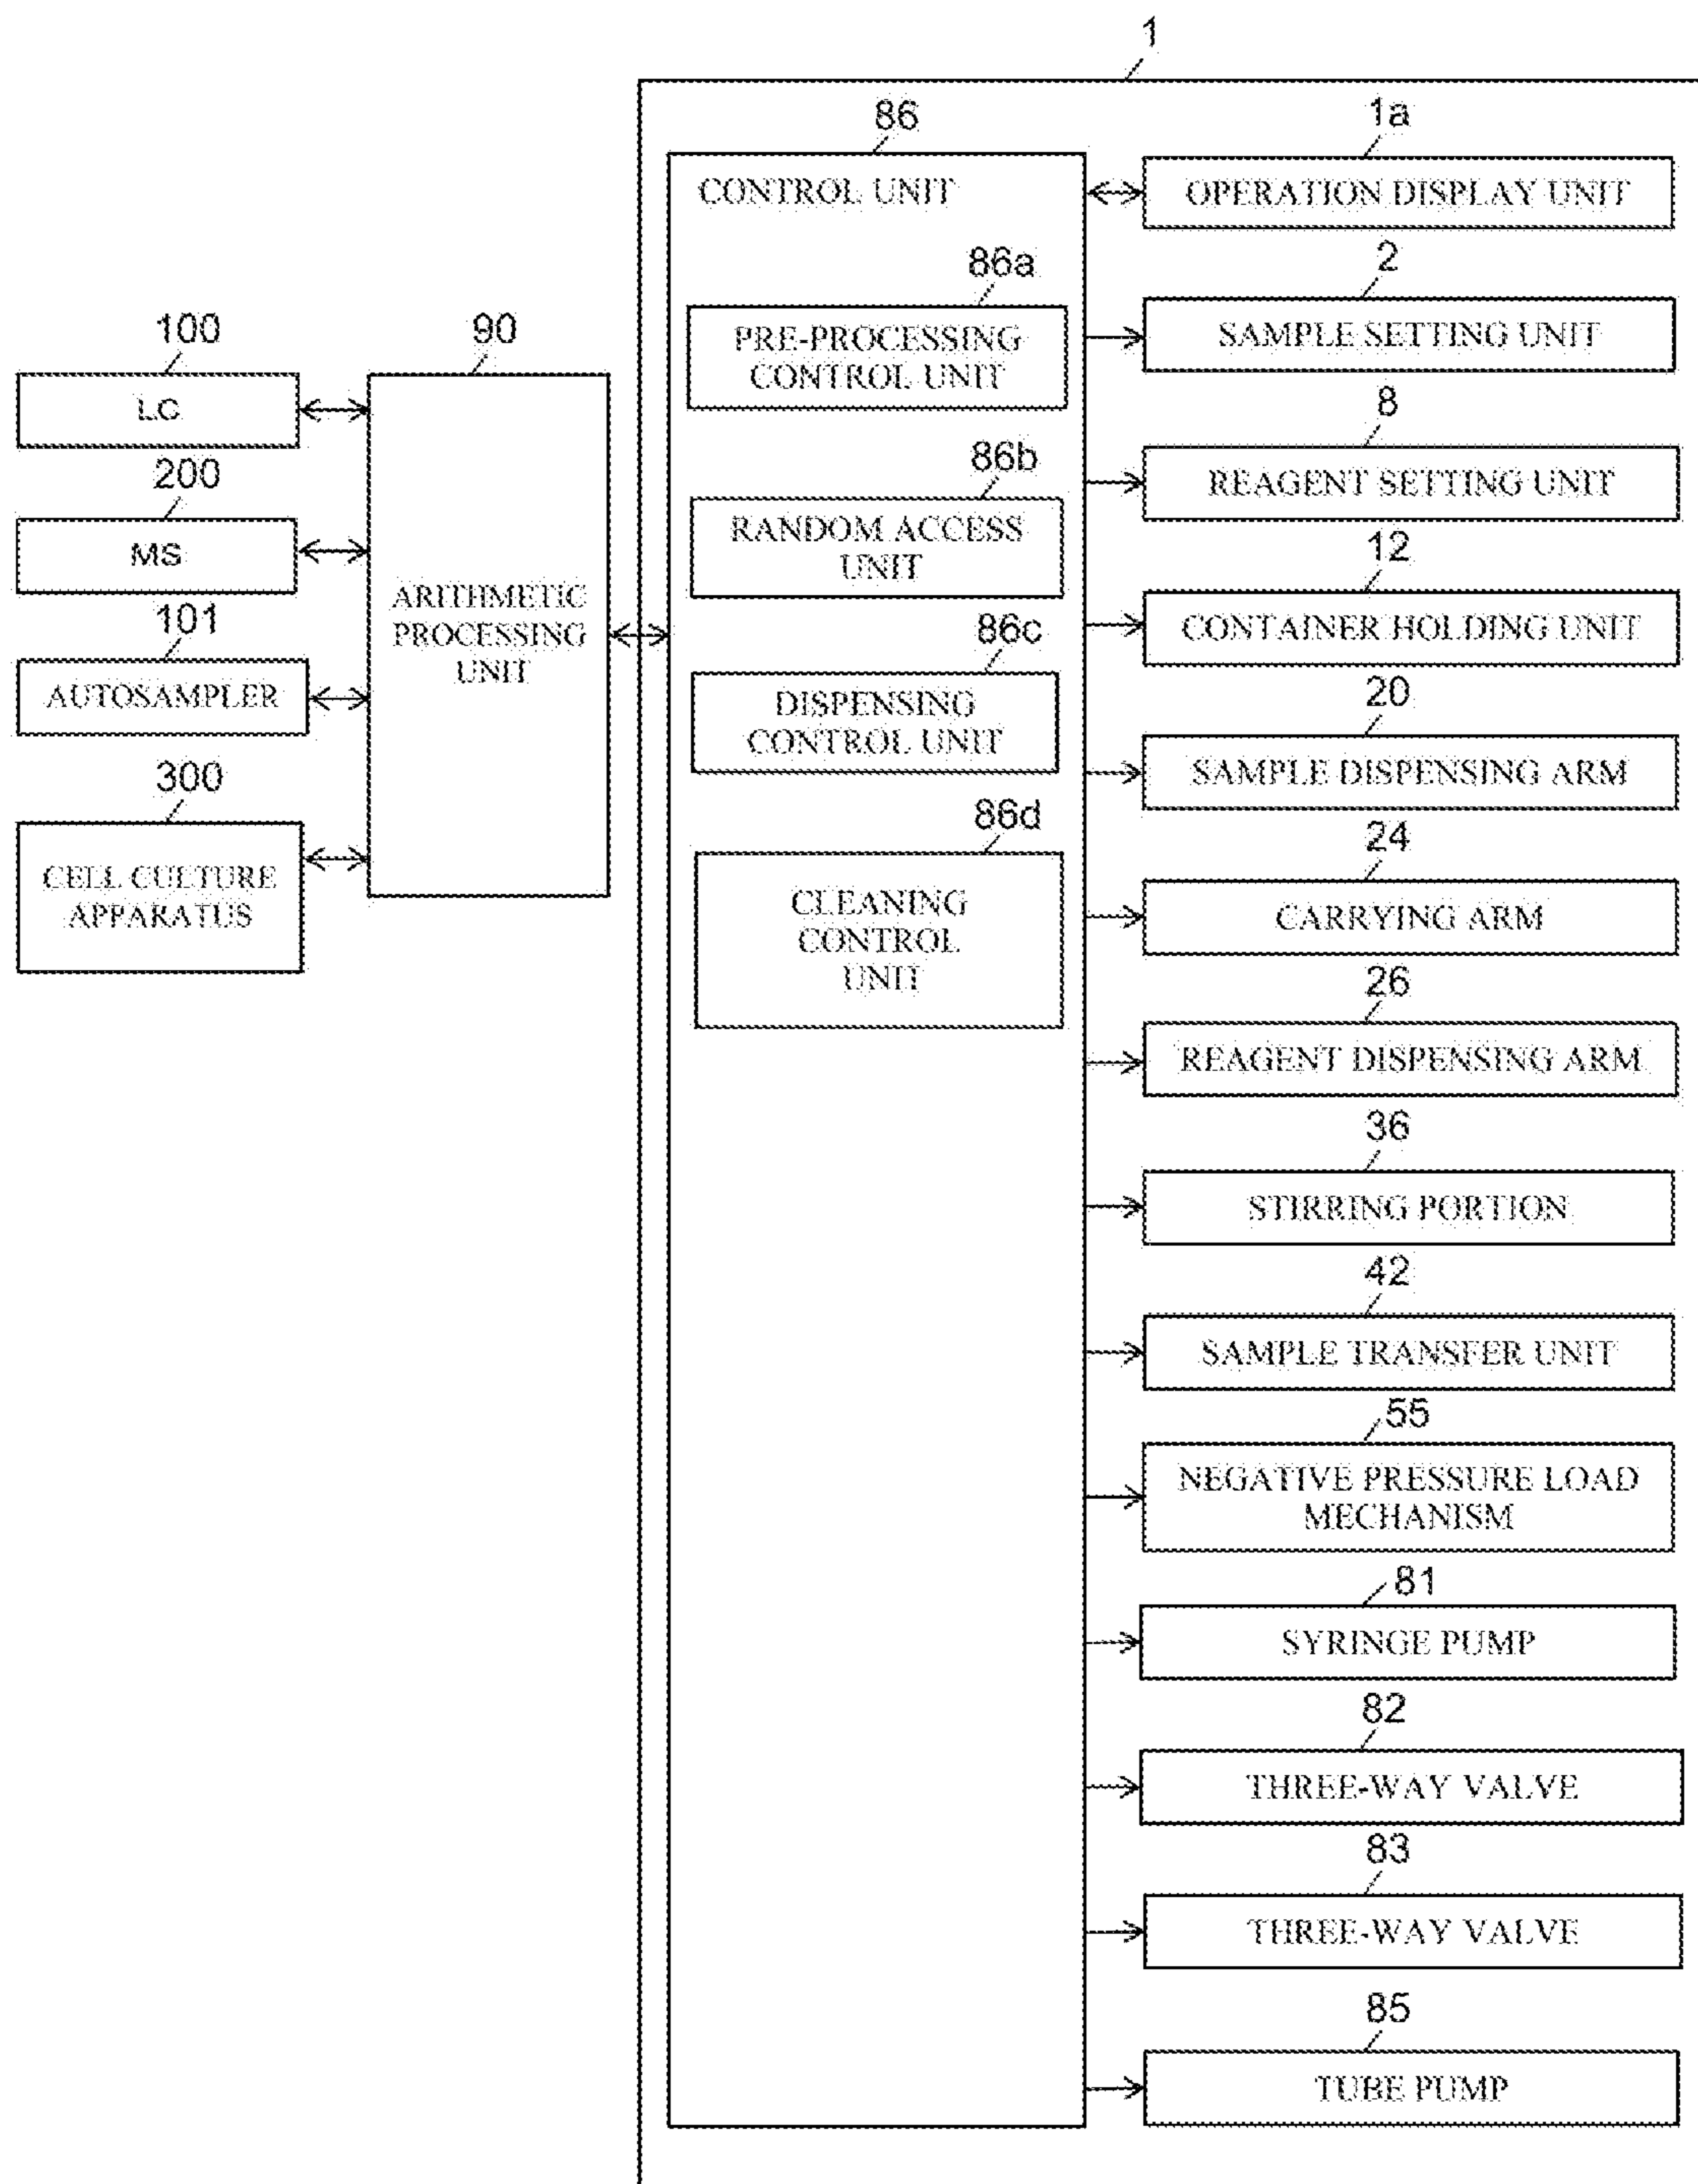 1
86
1a
CONTROL UNIT
OPERATION DISPLAY UNIT
86a
2
PRE-PROCESSING
CONTROL UNIT
SAMPLE SETTING UNIT
100
90
LC
8
200
86b
REAGENT SETTING UNIT
MS
RANDOM ACCESS
UNIT
12
101
ARITHMETIC
PROCESSING
UNIT
86c
CONTAINER HOLDING UNIT
AUTOSAMPLER
DISPENSING
CONTROL UNIT
20
300
SAMPLE DISPENSING ARM
86d
24
CELL CULTURE
APPARATUS
CLEANING
CONTROL
UNIT
CARRYING ARM
26
REAGENT DISPENSING ARM
36
STIRRING PORTION
42
SAMPLE TRANSFER UNIT
55
NEGATIVE PRESSURE LOAD
MECHANISM
81
SYRINGE PUMP
82
THREE-WAY VALVE
83
THREE-WAY VALVE
85
TUBE PUMP